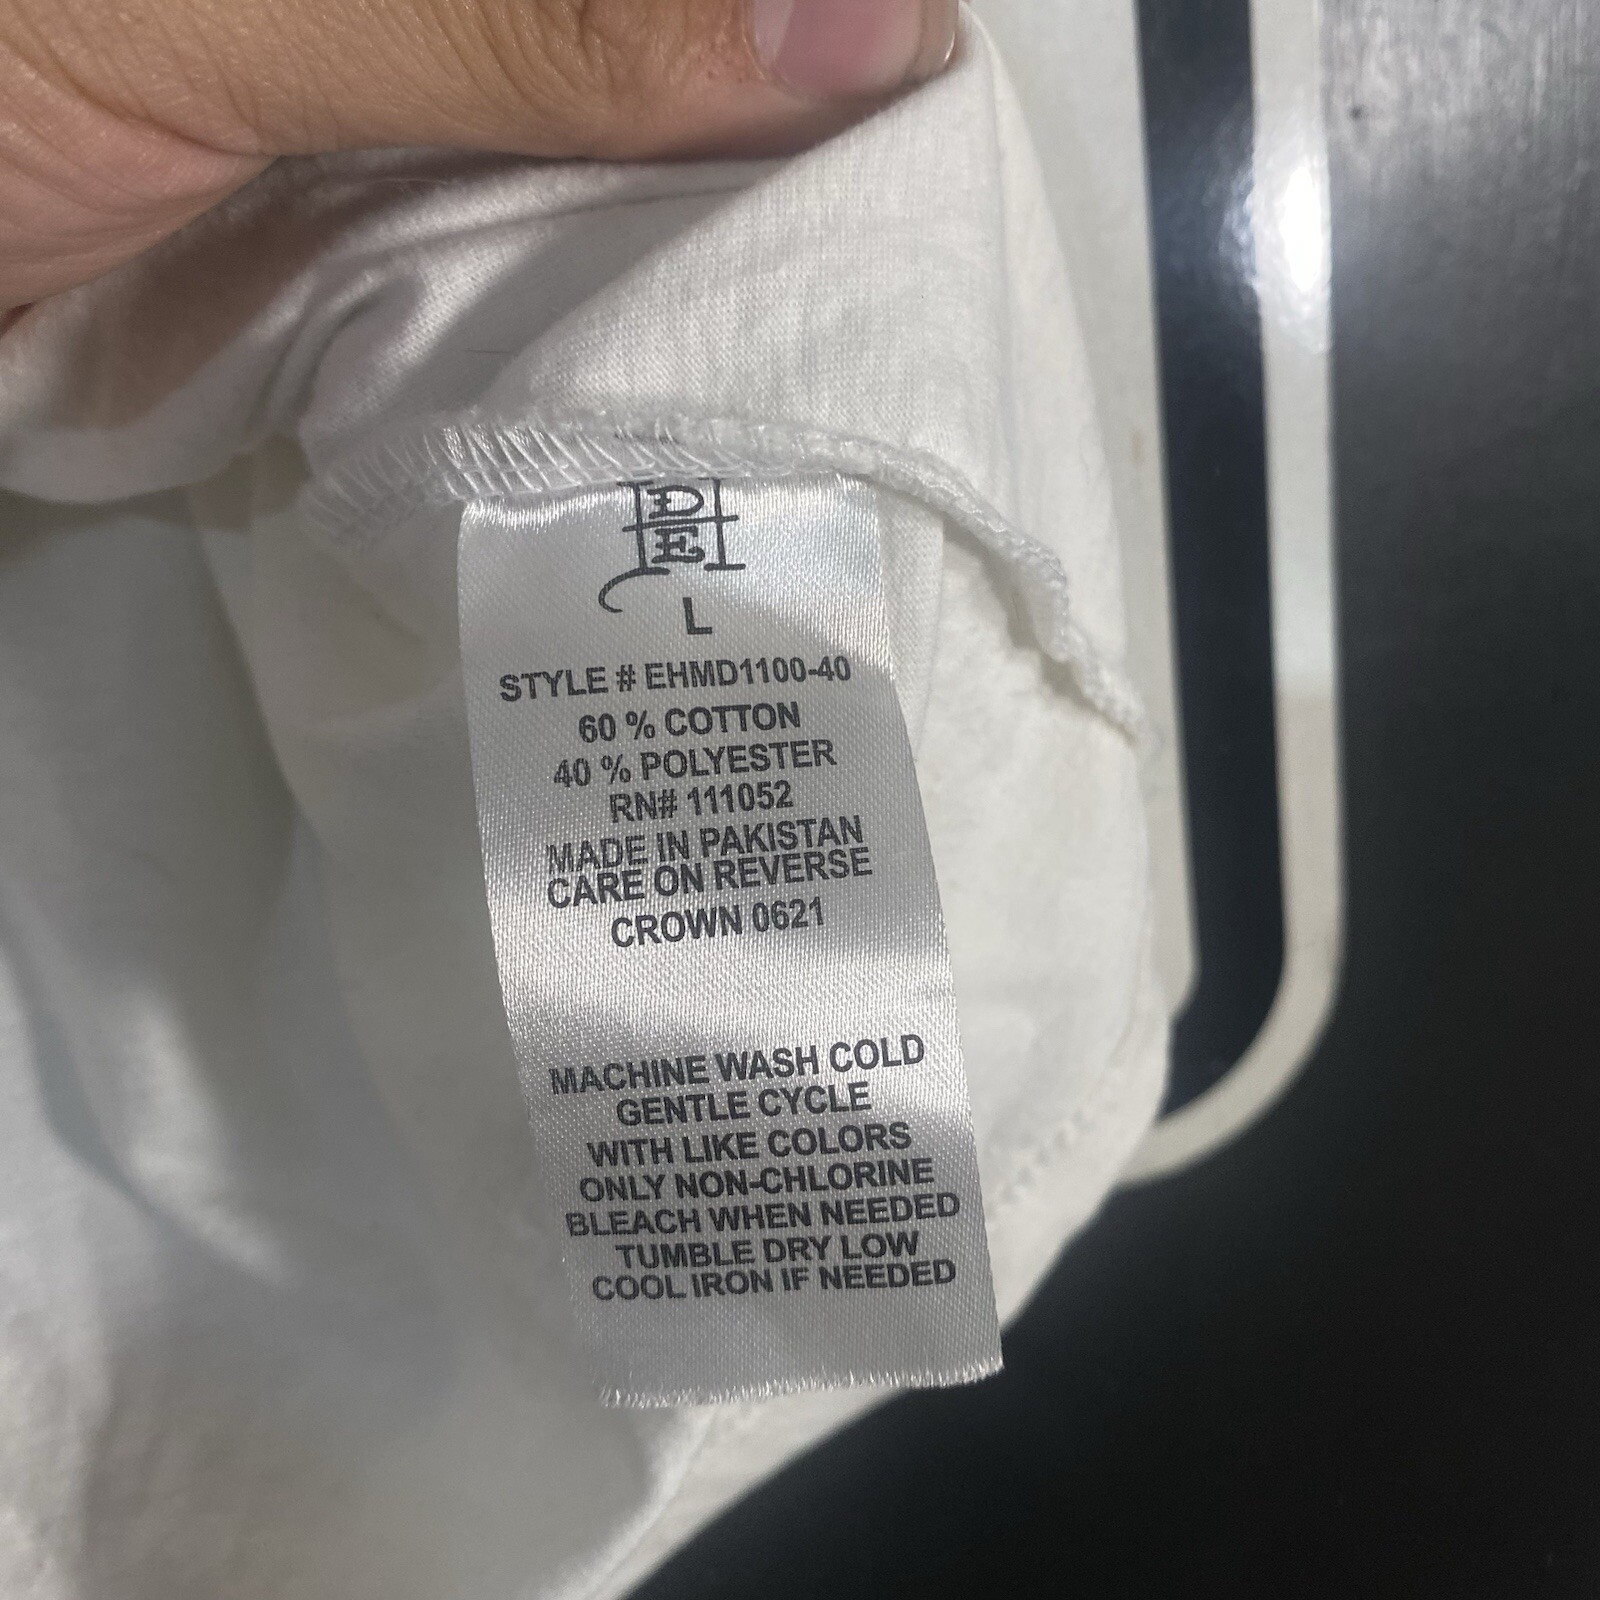 DE
L
STYLE # EHMD1100-40
60 % COTTON
40 % POLYESTER
RN# 111052
MADE IN PAKISTAN
CARE ON REVERSE
CROWN 0621
MACHINE WASH COLD
GENTLE CYCLE
WITH LIKE COLORS
ONLY NON-CHLORINE
BLEACH WHEN NEEDED
TUMBLE DRY LOW
COOL IRON IF NEEDED